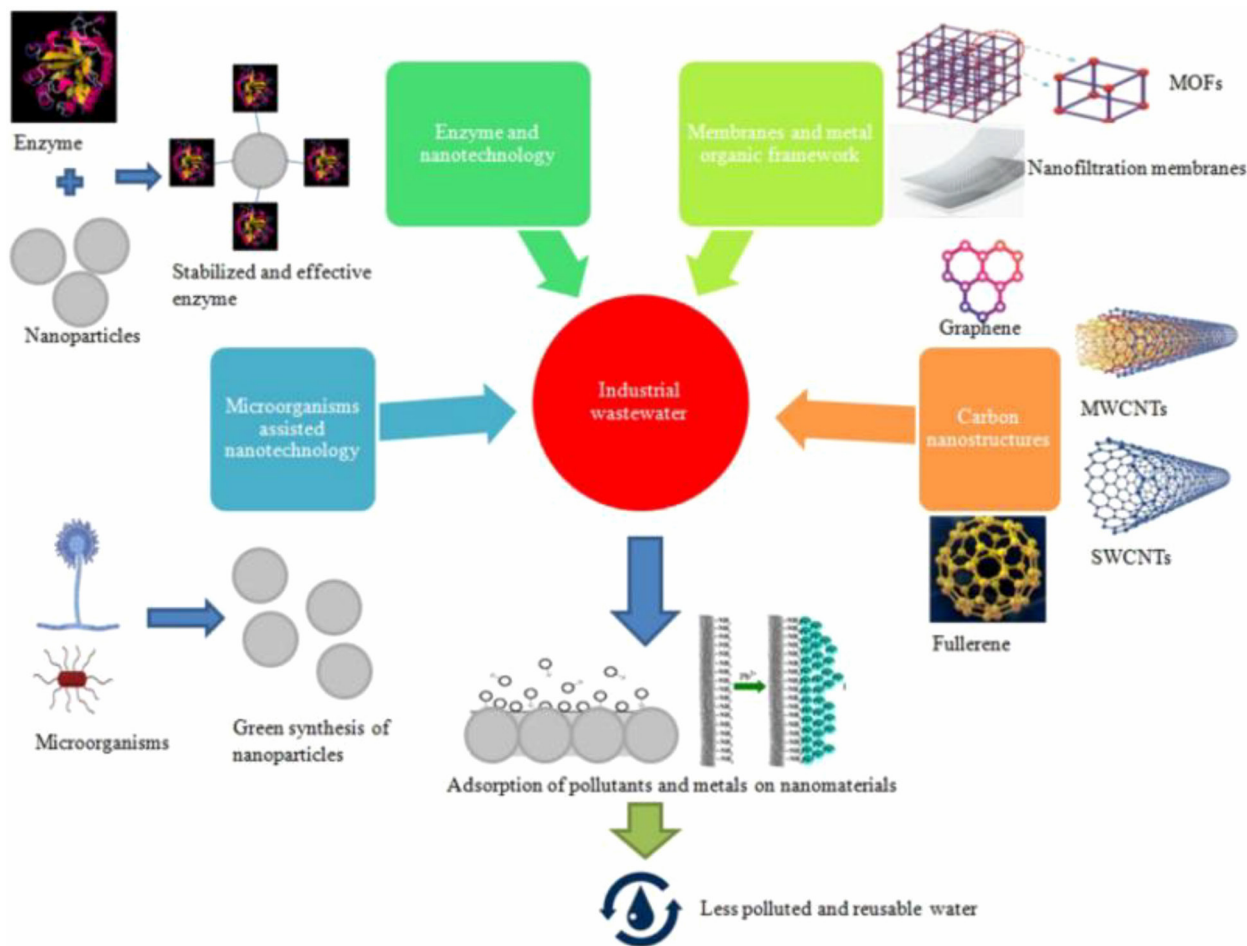 Enzyme
Nanoparticles
Stabilized and effective
enzyme
Enzyme and
nanotechnology
Membranes and metal
organic framework
MOFs
Nanofiltration membranes
Graphene
MWCNTs
Carbon
nanostructures
SWCNTs
Fullerene
Microorganisms
assisted
nanotechnology
Industrial
wastewater
Microorganisms
Green synthesis of
nanoparticles
Pb²⁺
Adsorption of pollutants and metals on nanomaterials
Less polluted and reusable water